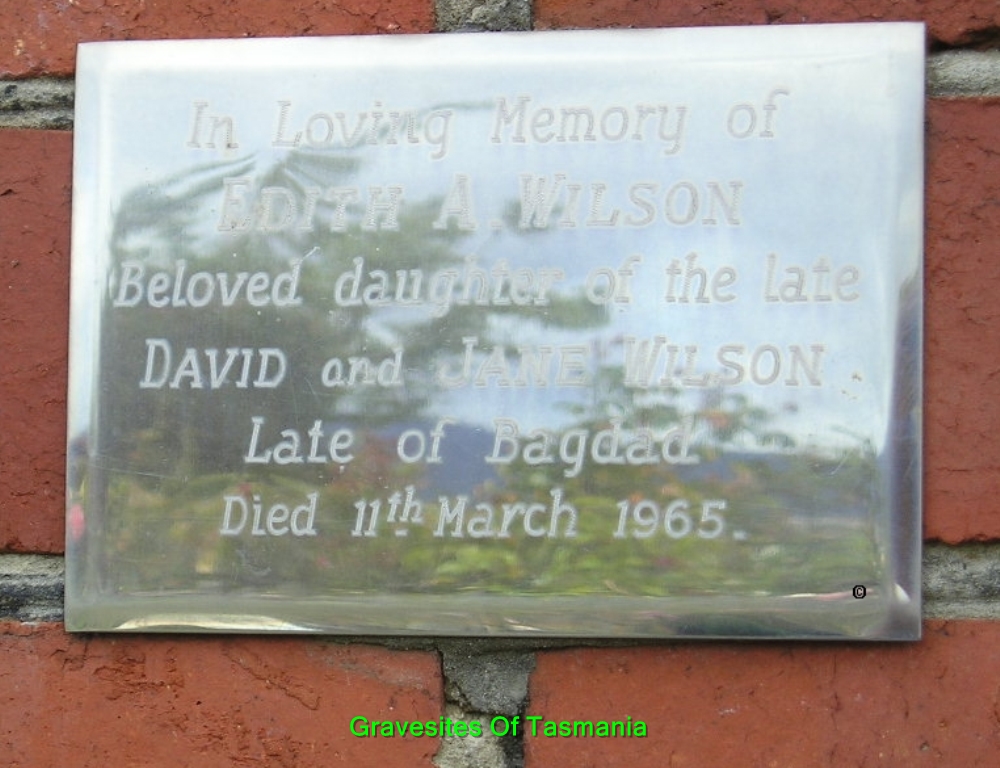 In Loving Memory of
EDITH A. WILSON
Beloved daughter of the late
DAVID and JANE WILSON.
Late of Bagdad
Died 11th March 1965.
©
Gravesites Of Tasmania